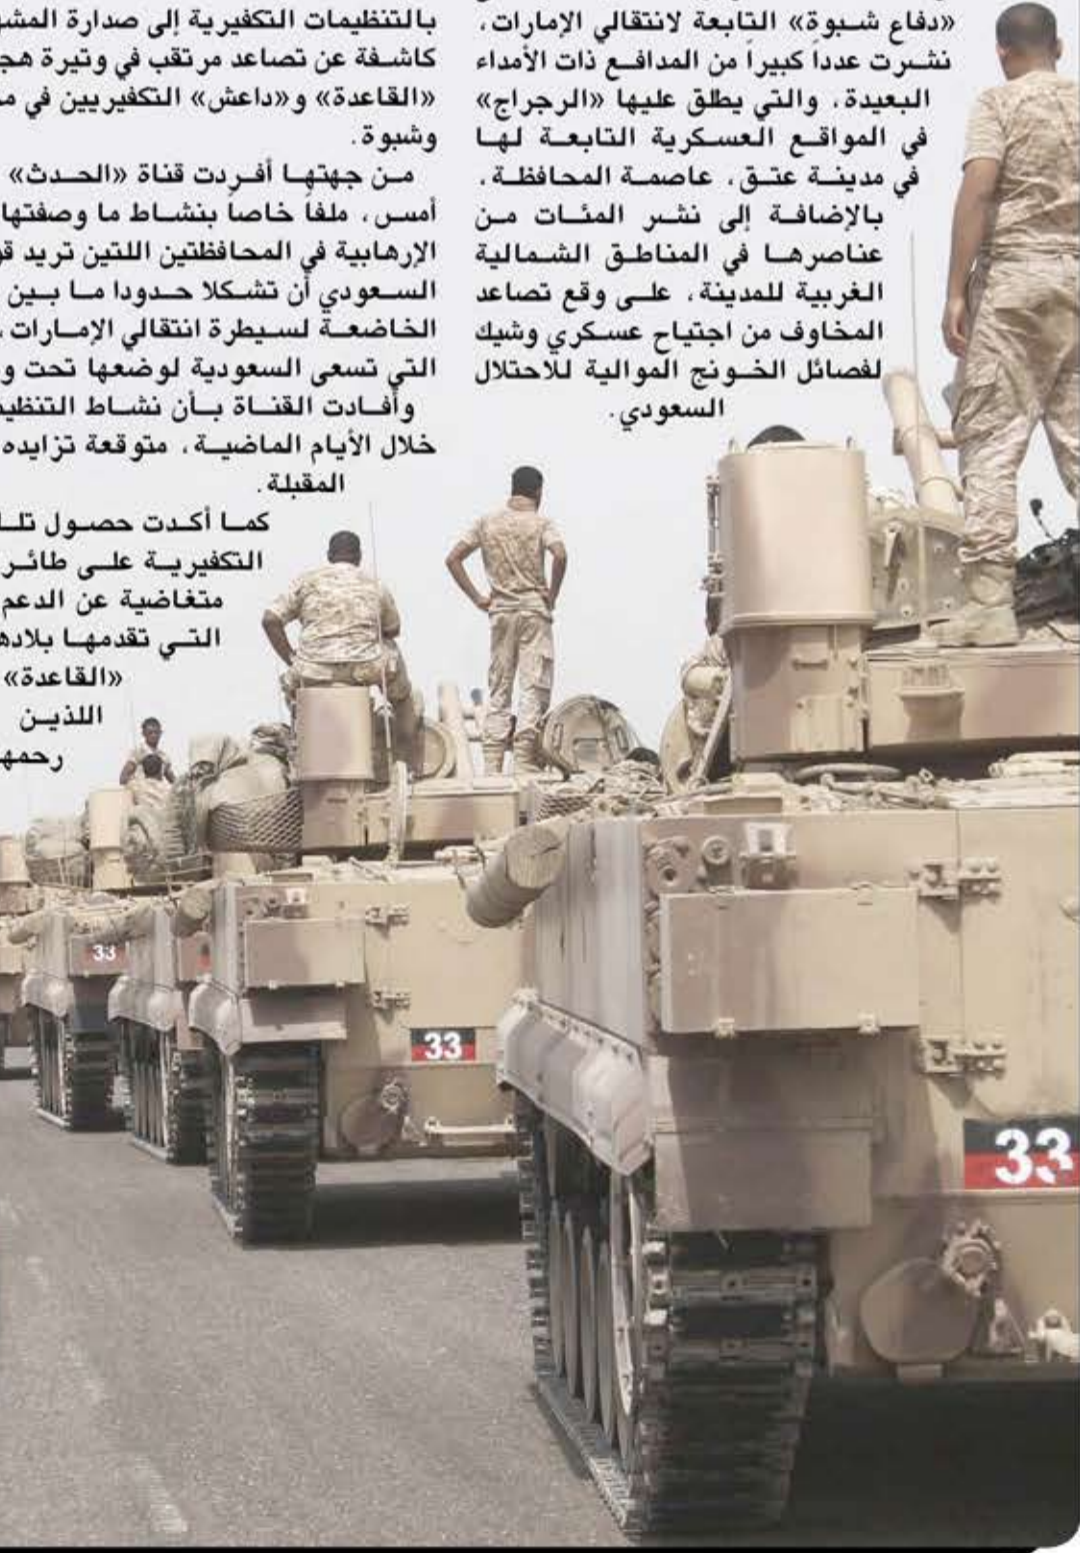 «دفاع شبوة» التابعة لانتقالي الإمارات،
نشرت عدداً كبيراً من المدافع ذات الأمداء
البعيدة، والتي يطلق عليها «الرجراج»
في المواقع العسكرية التابعة لها
في مدينة عتق، عاصمة المحافظة،
بالإضافة إلى نشر المئات من
عناصرها في المناطق الشمالية
الغربية للمدينة، على وقع تصاعد
المخاوف من اجتياح عسكري وشيك
لفصائل الخونج الموالية للاحتلال
السعودي.
بالتنظيمات التكفيرية إلى صدارة
كاشفة عن تصاعد مرتقب في وتيرة
«القاعدة» و«داعش» التكفيريين في
وشبوة.
من جهتها أفردت قناة «الحدث»
أمس، ملفاً خاصاً بنشاط ما وصفتها
الإرهابية في المحافظتين اللتين تريد
السعودي أن تشكلا حدودا ما بين
الخاضعة لسيطرة انتقالي الإمارات،
التي تسعى السعودية لوضعها تحت
وأفادت القناة بأن نشاط
خلال الأيام الماضية، متوقعة تزايده
المقبلة.
كما أكدت حصول
التكفيرية على
متغاضية عن الدعم
التي تقدمها
«القاعدة»
اللذين
33
33
33